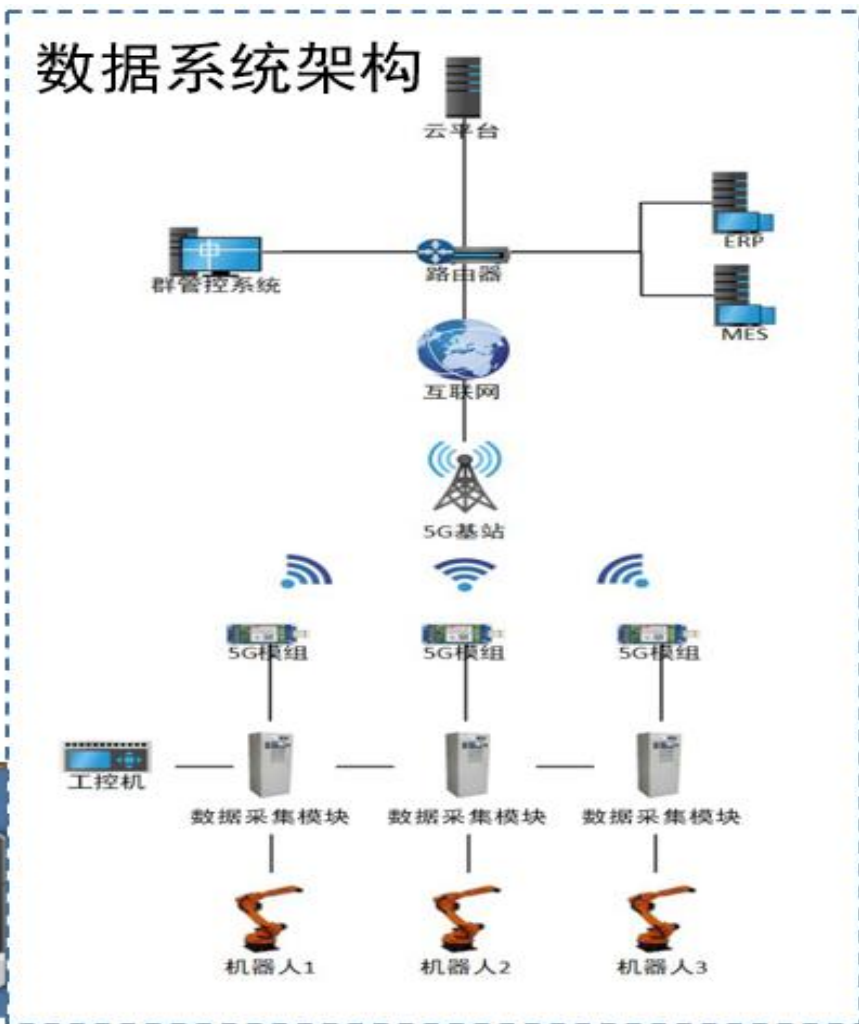 数据系统架构
云平台
群管控系统
路由器
ERP
MES
互联网
5G基站
5G模组
5G模组
5G模组
工控机
数据采集模块
数据采集模块
数据采集模块
机器人1
机器人2
机器人3